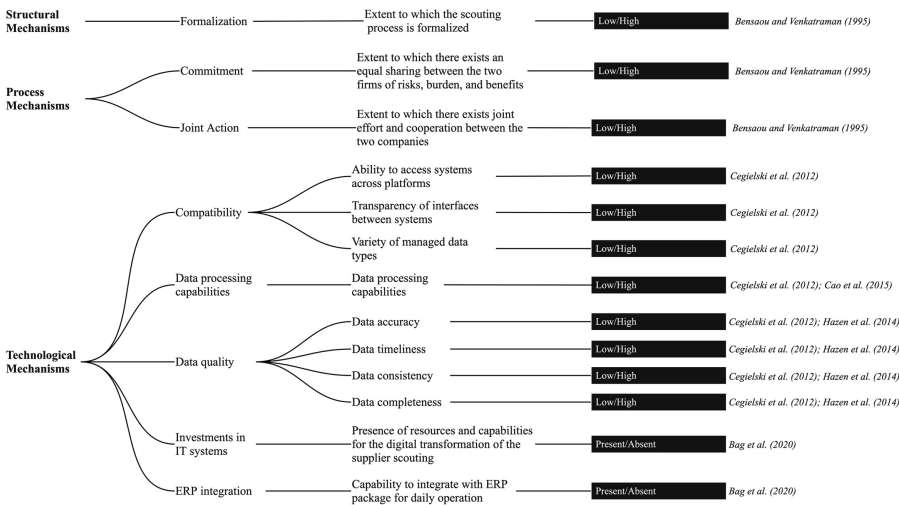 Structural
Mechanisms
Formalization
Extent to which the scouting
process is formalized
Low/High
Bensaou and Venkatraman (1995)
Process
Mechanisms
Commitment
Extent to which there exists an
equal sharing between the two
firms of risks, burden, and benefits
Low/High
Bensaou and Venkatraman (1995)
Joint Action
Extent to which there exists joint
effort and cooperation between the
two companies
Low/High
Bensaou and Venkatraman (1995)
Technological
Mechanisms
Compatibility
Ability to access systems
across platforms
Low/High
Cegielski et al. (2012)
Transparency of interfaces
between systems
Low/High
Cegielski et al. (2012)
Variety of managed data
types
Low/High
Cegielski et al. (2012)
Data processing
capabilities
Data processing
capabilities
Low/High
Cegielski et al. (2012); Cao et al. (2015)
Data quality
Data accuracy
Low/High
Cegielski et al. (2012); Hazen et al. (2014)
Data timeliness
Low/High
Cegielski et al. (2012); Hazen et al. (2014)
Data consistency
Low/High
Cegielski et al. (2012); Hazen et al. (2014)
Data completeness
Low/High
Cegielski et al. (2012); Hazen et al. (2014)
Investments in
IT systems
Presence of resources and capabilities
for the digital transformation of the
supplier scouting
Present/Absent
Bag et al. (2020)
ERP integration
Capability to integrate with ERP
package for daily operation
Present/Absent
Bag et al. (2020)